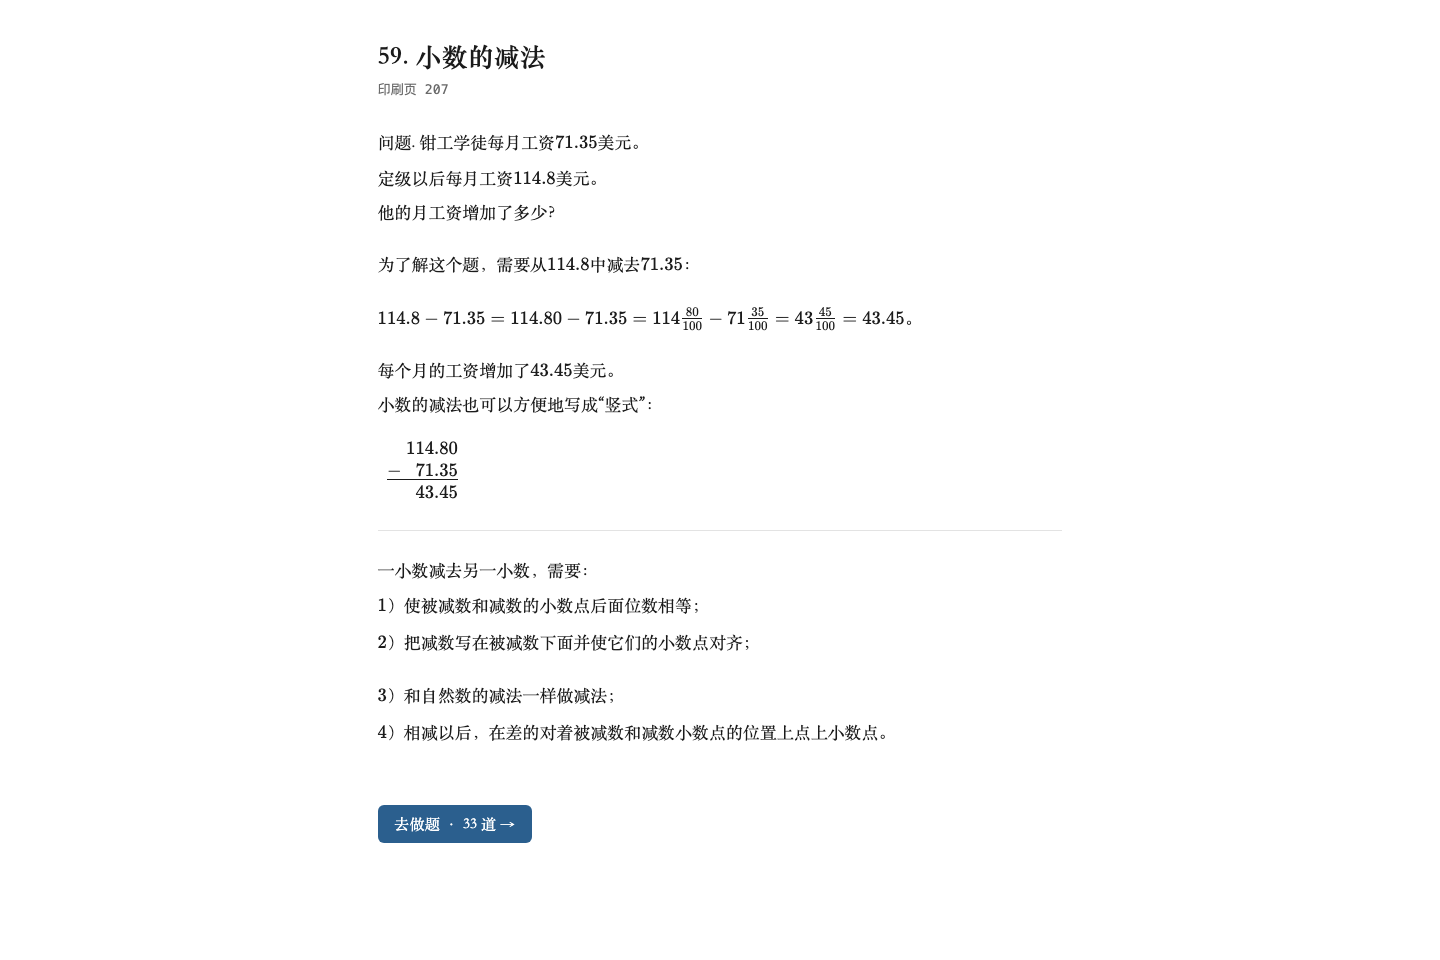 59. 小数的减法
印刷页 207
问题. 钳工学徒每月工资71.35美元。
定级以后每月工资114.8美元。
他的月工资增加了多少?
为了解这个题，需要从114.8中减去71.35：
114.8 − 71.35 = 114.80 − 71.35 = 114 80/100 − 71 35/100 = 43 45/100 = 43.45。
每个月的工资增加了43.45美元。
小数的减法也可以方便地写成“竖式”：
114.80
− 71.35
43.45
一小数减去另一小数，需要：
1）使被减数和减数的小数点后面位数相等；
2）把减数写在被减数下面并使它们的小数点对齐；
3）和自然数的减法一样做减法；
4）相减以后，在差的对着被减数和减数小数点的位置上点上小数点。
去做题 · 33 道 →